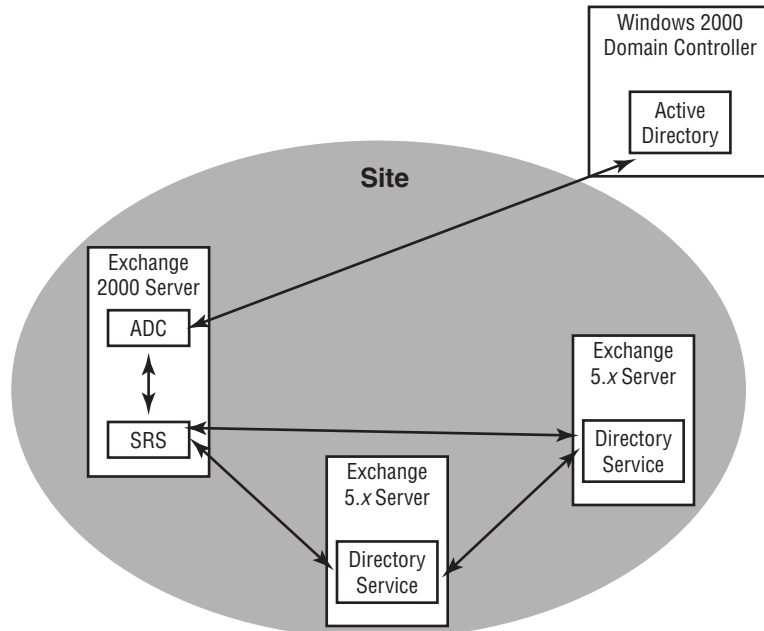 Windows 2000
Domain Controller
Active
Directory
Site
Exchange
2000 Server
ADC
SRS
Exchange
5.x Server
Directory
Service
Exchange
5.x Server
Directory
Service